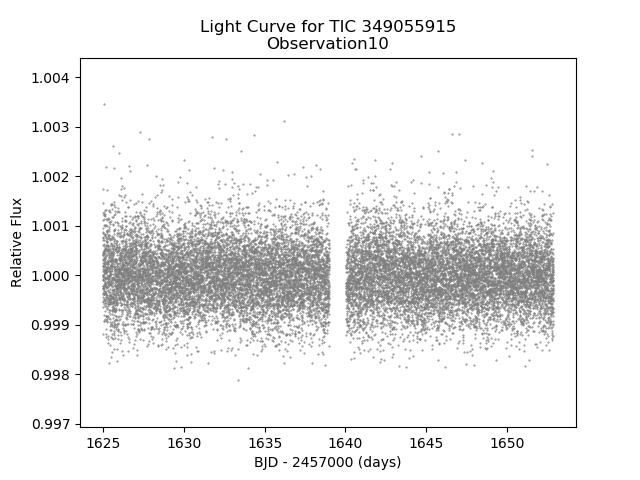 Light Curve for TIC 349055915
Observation10
1.004
1.003
1.002
1.001
1.000
0.999
0.998
0.997
Relative Flux
1625 1630 1635 1640 1645 1650
BJD - 2457000 (days)